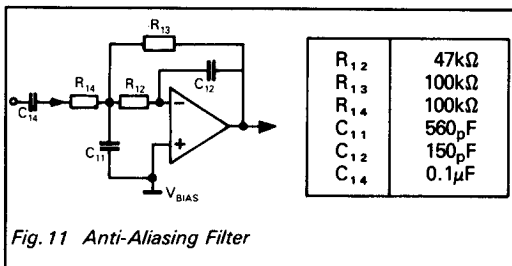 R13
R14
R12
C12
C14
C11
−
+
VBIAS
R12 47kΩ
R13 100kΩ
R14 100kΩ
C11 560pF
C12 150pF
C14 0.1μF
Fig. 11 Anti-Aliasing Filter